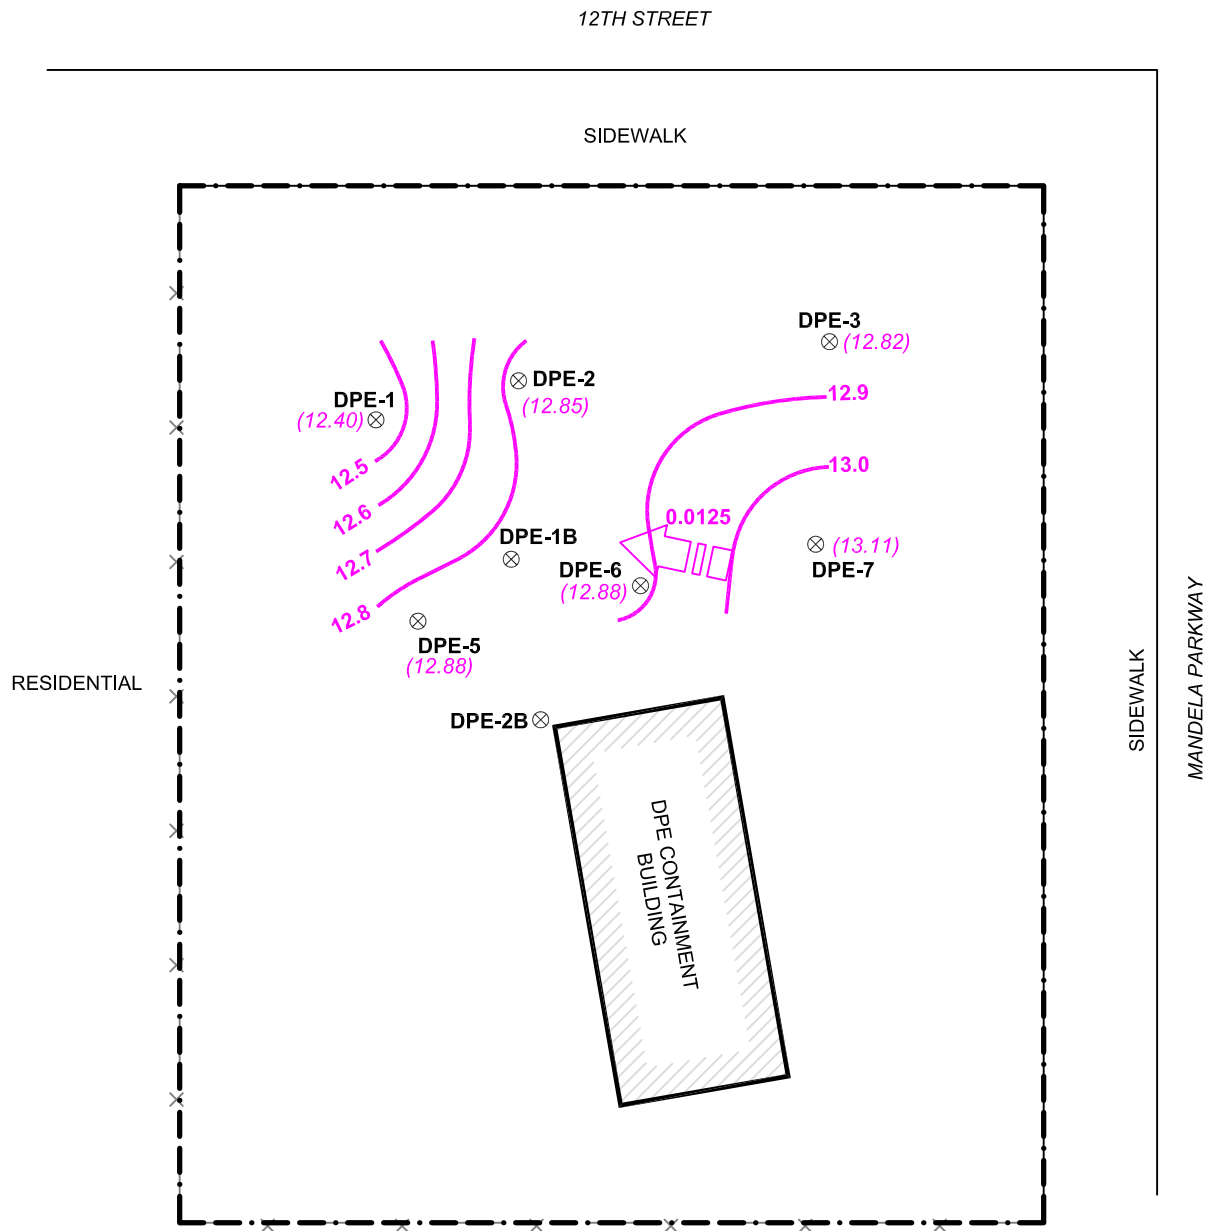 12TH STREET
SIDEWALK
DPE-3
(12.82)
DPE-2
(12.85)
12.9
DPE-1
(12.40)
12.5
13.0
12.6
0.0125
12.7
DPE-1B
(13.11)
DPE-7
DPE-6
(12.88)
12.8
DPE-5
(12.88)
RESIDENTIAL
SIDEWALK
MANDELA PARKWAY
DPE-2B
DPE CONTAINMENT
BUILDING